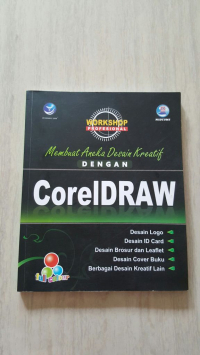 WORKSHOP
PROFESIONAL
Membuat Aneka Desain Kreatif
DENGAN
CorelDRAW
Desain Logo
Desain ID Card
Desain Brosur dan Leaflet
Desain Cover Buku
Berbagai Desain Kreatif Lain